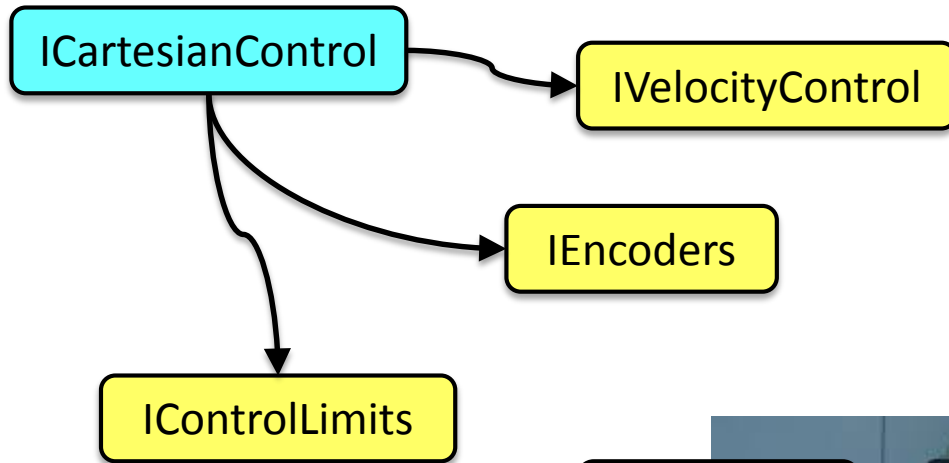 ICartesianControl
IVelocityControl
IEncoders
IControlLimits